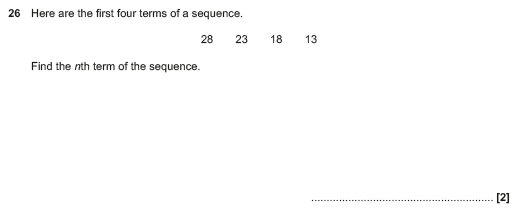 26 Here are the first four terms of a sequence.
28 23 18 13
Find the nth term of the sequence.
.............................................................. [2]